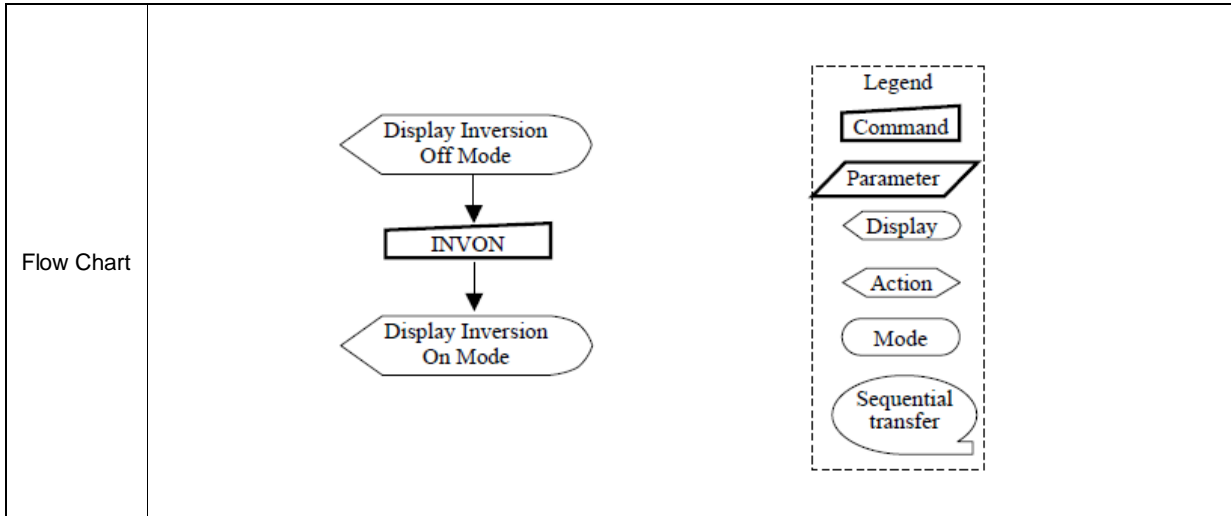 Flow Chart
Display Inversion
Off Mode
INVON
Display Inversion
On Mode
Legend
Command
Parameter
Display
Action
Mode
Sequential
transfer